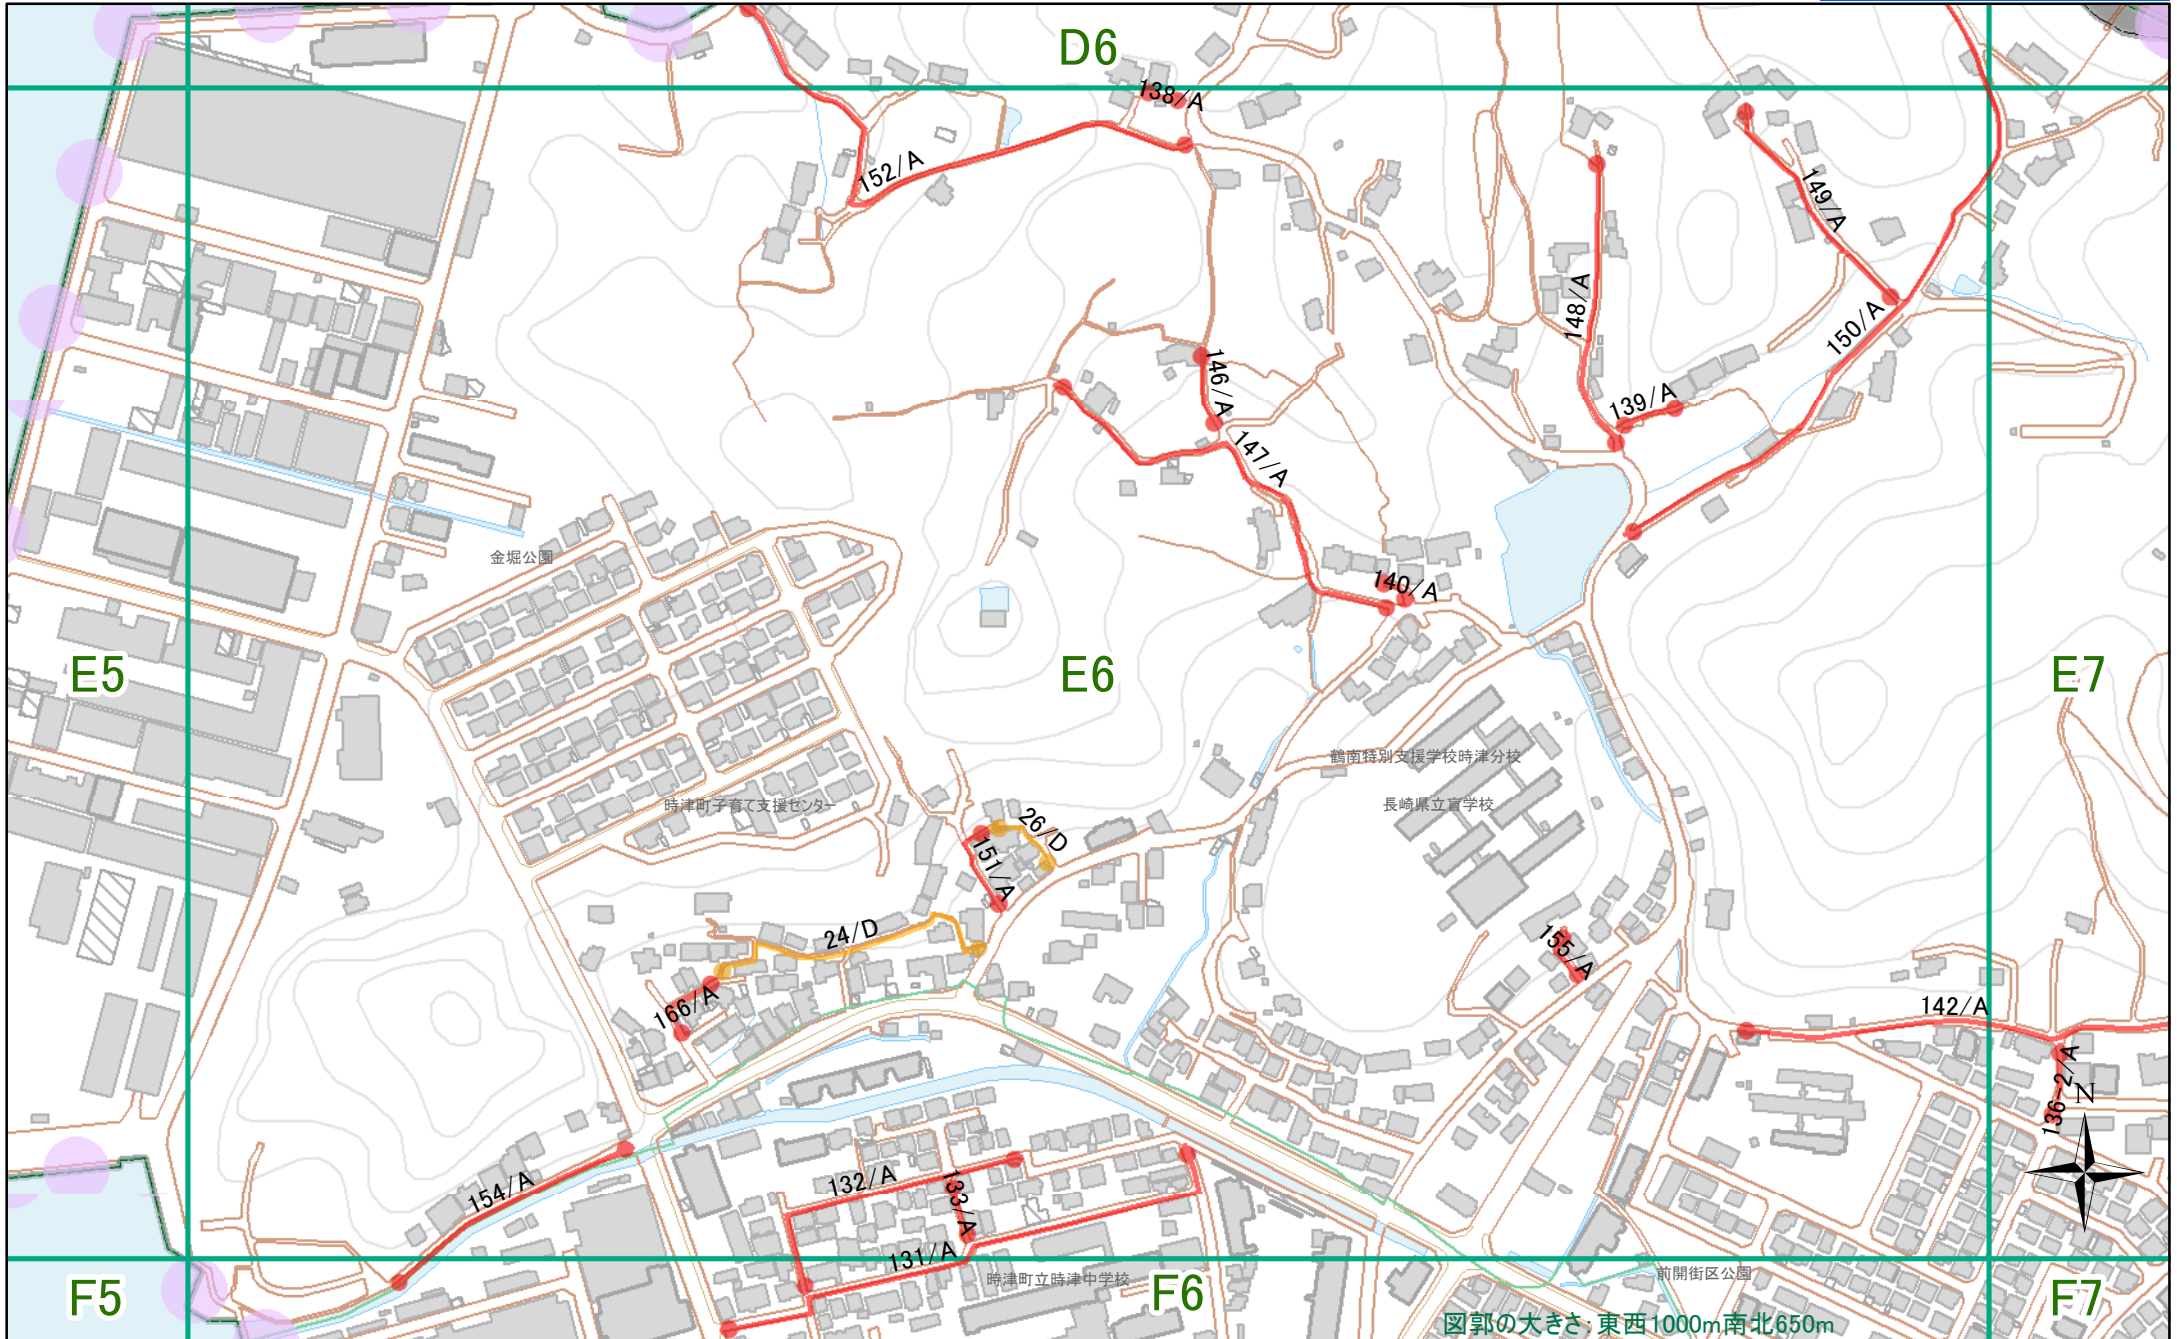 D6
138/A
152/A
149/A
148/A
150/A
146/A
139/A
147/A
金堀公園
140/A
E5
E6
E7
鶴南特別支援学校時津分校
時津町子育て支援センター
長崎県立盲学校
26/D
151/A
24/D
155/A
166/A
142/A
136-2/A
N
154/A
132/A
133/A
131/A
F5
時津町立時津中学校
F6
前開街区公園
F7
図郭の大きさ:東西1000m南北650m